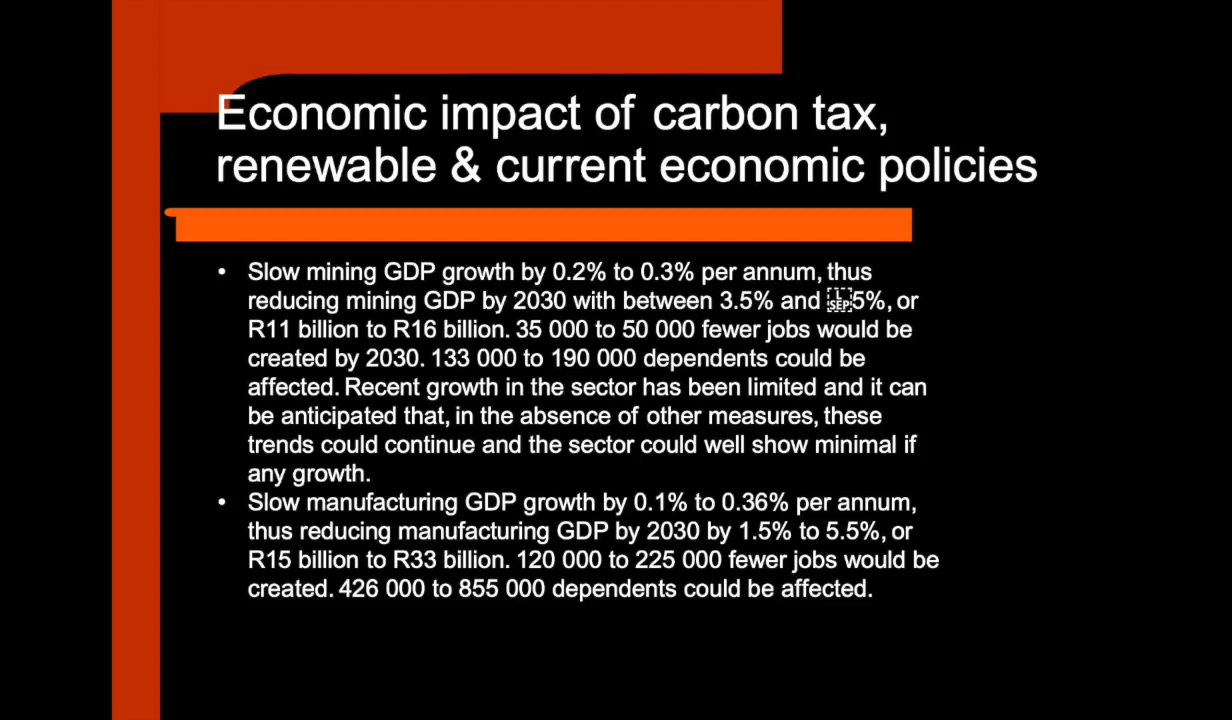 Economic impact of carbon tax,
renewable & current economic policies
• Slow mining GDP growth by 0.2% to 0.3% per annum, thus
reducing mining GDP by 2030 with between 3.5% and L SEP 5%, or
R11 billion to R16 billion. 35 000 to 50 000 fewer jobs would be
created by 2030. 133 000 to 190 000 dependents could be
affected. Recent growth in the sector has been limited and it can
be anticipated that, in the absence of other measures, these
trends could continue and the sector could well show minimal if
any growth.
• Slow manufacturing GDP growth by 0.1% to 0.36% per annum,
thus reducing manufacturing GDP by 2030 by 1.5% to 5.5%, or
R15 billion to R33 billion. 120 000 to 225 000 fewer jobs would be
created. 426 000 to 855 000 dependents could be affected.